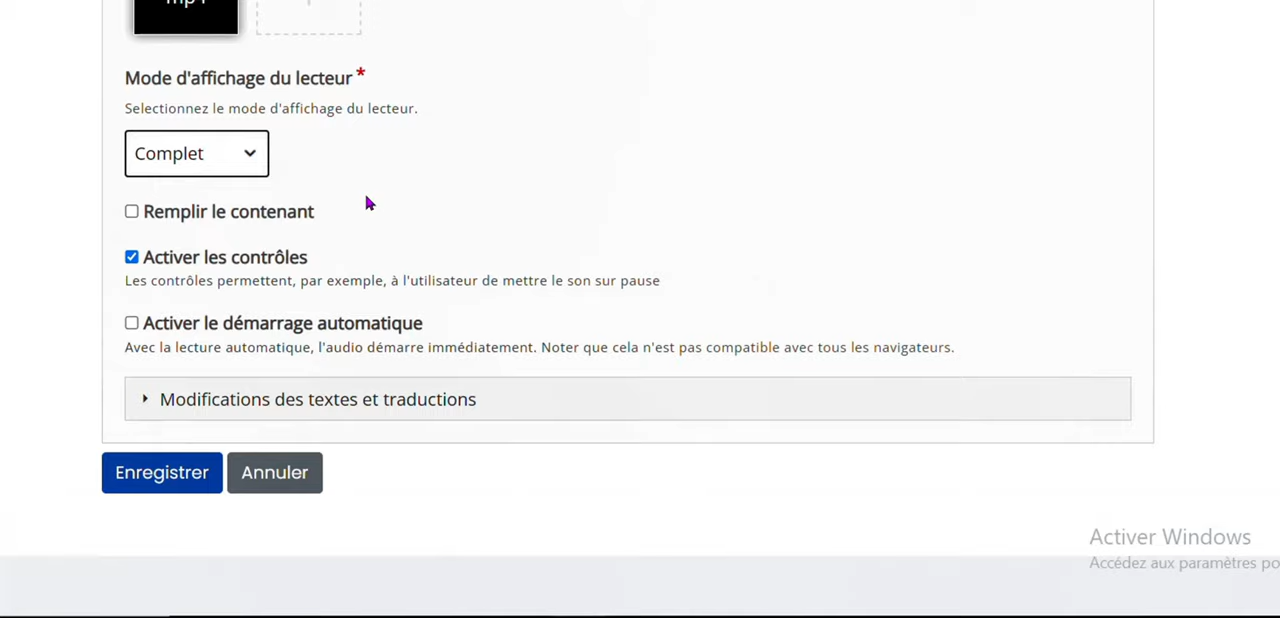 Mode d'affichage du lecteur *
Selectionnez le mode d'affichage du lecteur.
Complet
Remplir le contenant
Activer les contrôles
Les contrôles permettent, par exemple, à l'utilisateur de mettre le son sur pause
Activer le démarrage automatique
Avec la lecture automatique, l'audio démarre immédiatement. Noter que cela n'est pas compatible avec tous les navigateurs.
Modifications des textes et traductions
Enregistrer Annuler
Activer Windows
Accédez aux paramètres